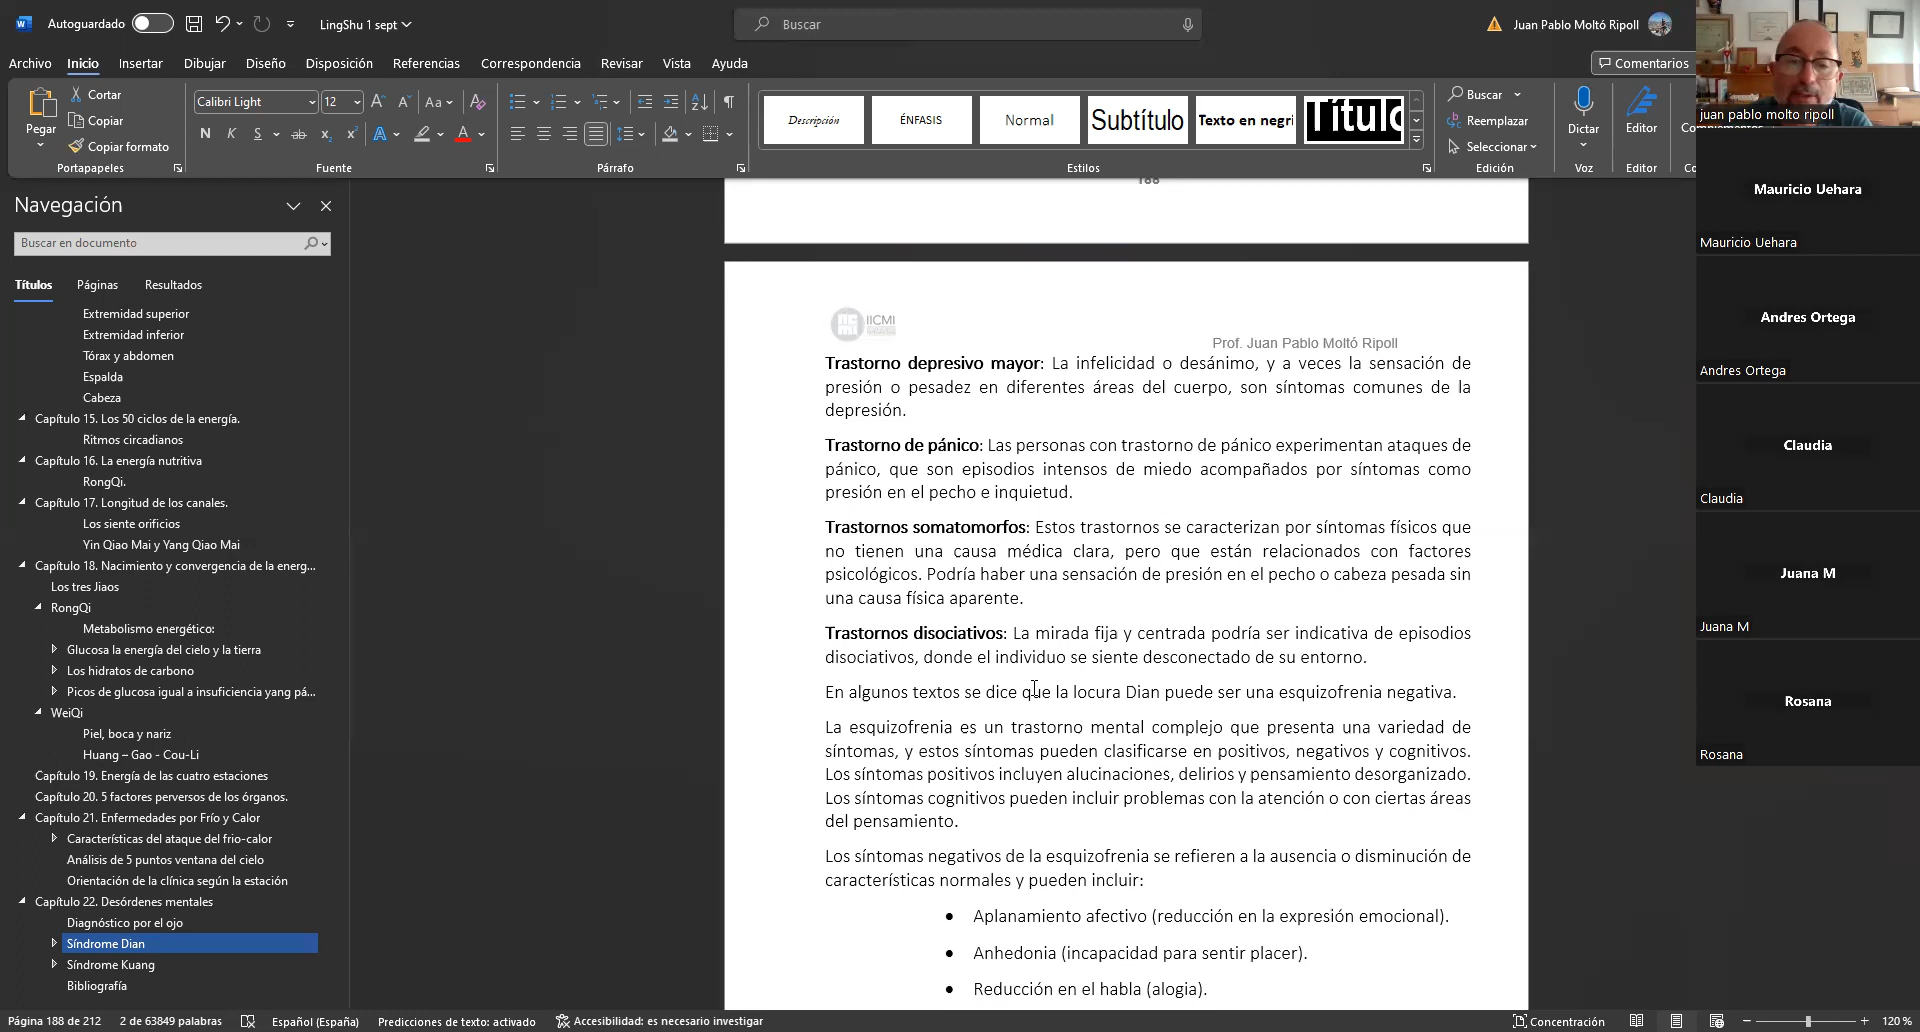 Autoguardado
LingShu 1 sept
Buscar
Juan Pablo Moltó Ripoll
Archivo Inicio Insertar Dibujar Diseño Disposición Referencias Correspondencia Revisar Vista Ayuda
Comentarios
Pegar
Cortar
Copiar
Copiar formato
Portapapeles
Calibri Light 12
Aa
N K S ab x₂ x² A A
Fuente
Párrafo
Descripción
ÉNFASIS
Normal
Subtítulo
Texto en negri
Título
Estilos
Buscar
Reemplazar
Seleccionar
Edición
Dictar
Voz
Editor
Editor
juan pablo molto ripoll
Mauricio Uehara
Mauricio Uehara
Andres Ortega
Andres Ortega
Claudia
Claudia
Juana M
Juana M
Rosana
Rosana
Navegación
Buscar en documento
Títulos Páginas Resultados
Extremidad superior
Extremidad inferior
Tórax y abdomen
Espalda
Cabeza
Capítulo 15. Los 50 ciclos de la energía.
Ritmos circadianos
Capítulo 16. La energía nutritiva
RongQi.
Capítulo 17. Longitud de los canales.
Los siente orificios
Yin Qiao Mai y Yang Qiao Mai
Capítulo 18. Nacimiento y convergencia de la energ...
Los tres Jiaos
RongQi
Metabolismo energético:
Glucosa la energía del cielo y la tierra
Los hidratos de carbono
Picos de glucosa igual a insuficiencia yang pá...
WeiQi
Piel, boca y nariz
Huang – Gao - Cou-Li
Capítulo 19. Energía de las cuatro estaciones
Capítulo 20. 5 factores perversos de los órganos.
Capítulo 21. Enfermedades por Frío y Calor
Características del ataque del frio-calor
Análisis de 5 puntos ventana del cielo
Orientación de la clínica según la estación
Capítulo 22. Desórdenes mentales
Diagnóstico por el ojo
Síndrome Dian
Síndrome Kuang
Bibliografía
188
IICMI
Prof. Juan Pablo Moltó Ripoll
Trastorno depresivo mayor: La infelicidad o desánimo, y a veces la sensación de
presión o pesadez en diferentes áreas del cuerpo, son síntomas comunes de la
depresión.
Trastorno de pánico: Las personas con trastorno de pánico experimentan ataques de
pánico, que son episodios intensos de miedo acompañados por síntomas como
presión en el pecho e inquietud.
Trastornos somatomorfos: Estos trastornos se caracterizan por síntomas físicos que
no tienen una causa médica clara, pero que están relacionados con factores
psicológicos. Podría haber una sensación de presión en el pecho o cabeza pesada sin
una causa física aparente.
Trastornos disociativos: La mirada fija y centrada podría ser indicativa de episodios
disociativos, donde el individuo se siente desconectado de su entorno.
En algunos textos se dice que la locura Dian puede ser una esquizofrenia negativa.
La esquizofrenia es un trastorno mental complejo que presenta una variedad de
síntomas, y estos síntomas pueden clasificarse en positivos, negativos y cognitivos.
Los síntomas positivos incluyen alucinaciones, delirios y pensamiento desorganizado.
Los síntomas cognitivos pueden incluir problemas con la atención o con ciertas áreas
del pensamiento.
Los síntomas negativos de la esquizofrenia se refieren a la ausencia o disminución de
características normales y pueden incluir:
• Aplanamiento afectivo (reducción en la expresión emocional).
• Anhedonia (incapacidad para sentir placer).
• Reducción en el habla (alogia).
Página 188 de 212 2 de 63849 palabras Español (España) Predicciones de texto: activado Accesibilidad: es necesario investigar
Concentración 120 %